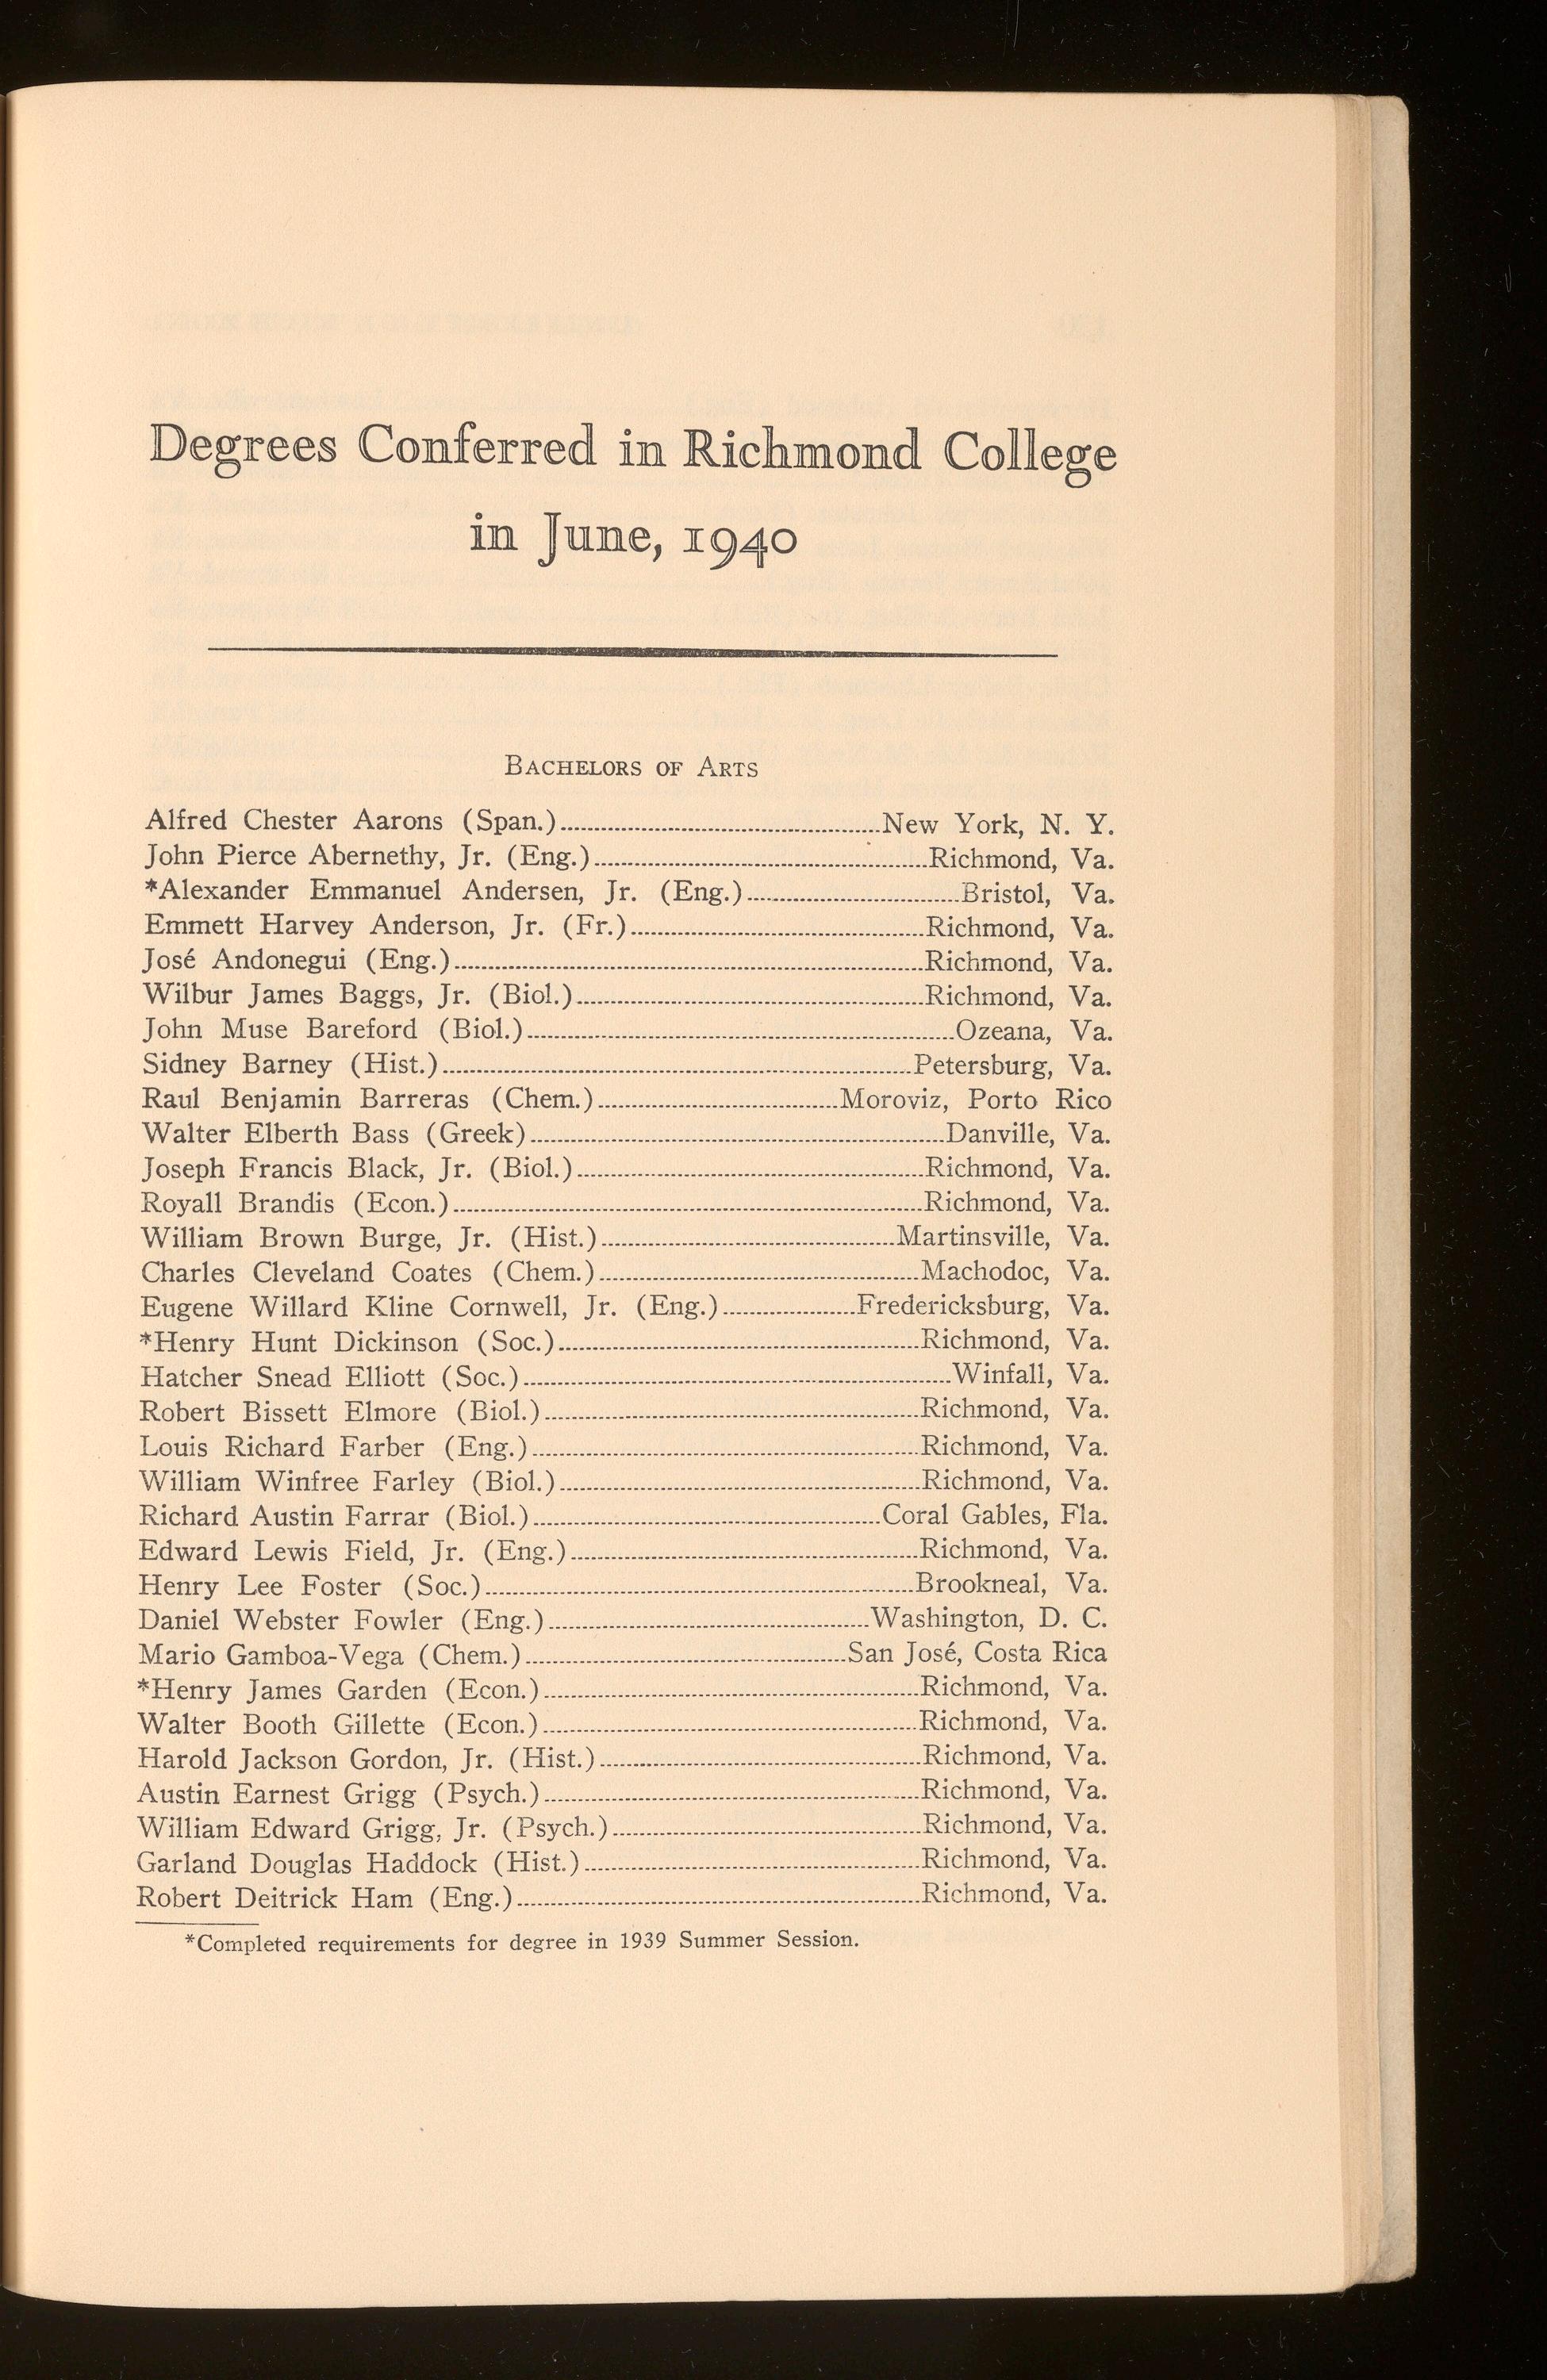 Degrees Conferred in Richmond College
in June, 1940
BACHELORS OF ARTS
Alfred Chester Aarons (Span.)................New York, N. Y.
John Pierce Abernethy, Jr. (Eng.)................Richmond, Va.
*Alexander Emmanuel Andersen, Jr. (Eng.)................Bristol, Va.
Emmett Harvey Anderson, Jr. (Fr.)................Richmond, Va.
José Andonegui (Eng.)................Richmond, Va.
Wilbur James Baggs, Jr. (Biol.)................Richmond, Va.
John Muse Bareford (Biol.)................Ozeana, Va.
Sidney Barney (Hist.)................Petersburg, Va.
Raul Benjamin Barreras (Chem.)................Moroviz, Porto Rico
Walter Elberth Bass (Greek)................Danville, Va.
Joseph Francis Black, Jr. (Biol.)................Richmond, Va.
Royall Brandis (Econ.)................Richmond, Va.
William Brown Burge, Jr. (Hist.)................Martinsville, Va.
Charles Cleveland Coates (Chem.)................Machodoc, Va.
Eugene Willard Kline Cornwell, Jr. (Eng.)................Fredericksburg, Va.
*Henry Hunt Dickinson (Soc.)................Richmond, Va.
Hatcher Snead Elliott (Soc.)................Winfall, Va.
Robert Bissett Elmore (Biol.)................Richmond, Va.
Louis Richard Farber (Eng.)................Richmond, Va.
William Winfree Farley (Biol.)................Richmond, Va.
Richard Austin Farrar (Biol.)................Coral Gables, Fla.
Edward Lewis Field, Jr. (Eng.)................Richmond, Va.
Henry Lee Foster (Soc.)................Brookneal, Va.
Daniel Webster Fowler (Eng.)................Washington, D. C.
Mario Gamboa-Vega (Chem.)................San José, Costa Rica
*Henry James Garden (Econ.)................Richmond, Va.
Walter Booth Gillette (Econ.)................Richmond, Va.
Harold Jackson Gordon, Jr. (Hist.)................Richmond, Va.
Austin Earnest Grigg (Psych.)................Richmond, Va.
William Edward Grigg, Jr. (Psych.)................Richmond, Va.
Garland Douglas Haddock (Hist.)................Richmond, Va.
Robert Deitrick Ham (Eng.)................Richmond, Va.
*Completed requirements for degree in 1939 Summer Session.